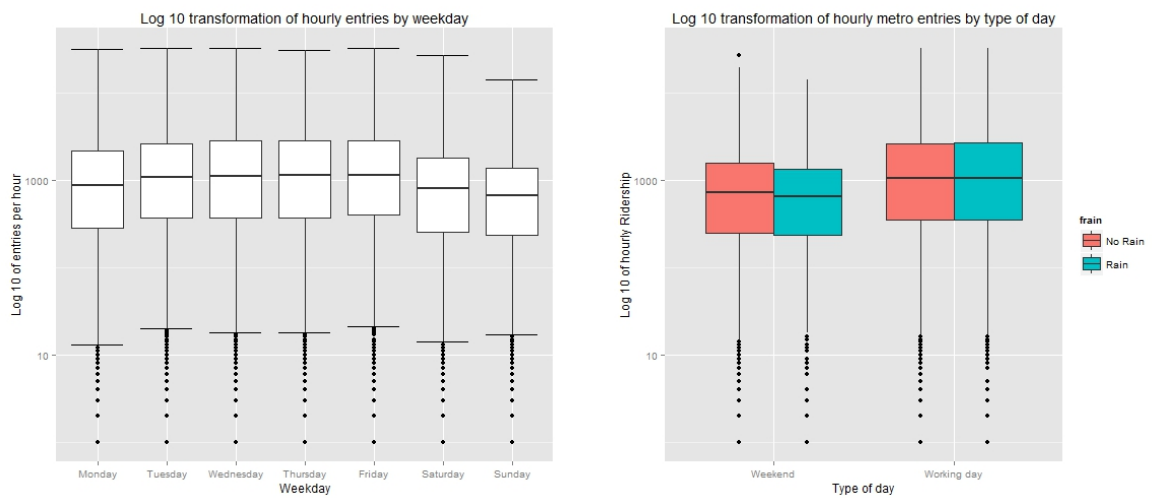 Log 10 transformation of hourly entries by weekday
Log 10 of entries per hour
1000
10
Monday Tuesday Wednesday Thursday Friday Saturday Sunday
Weekday
Log 10 transformation of hourly metro entries by type of day
Log 10 of hourly Ridership
1000
10
Weekend Working day
Type of day
frain
No Rain
Rain